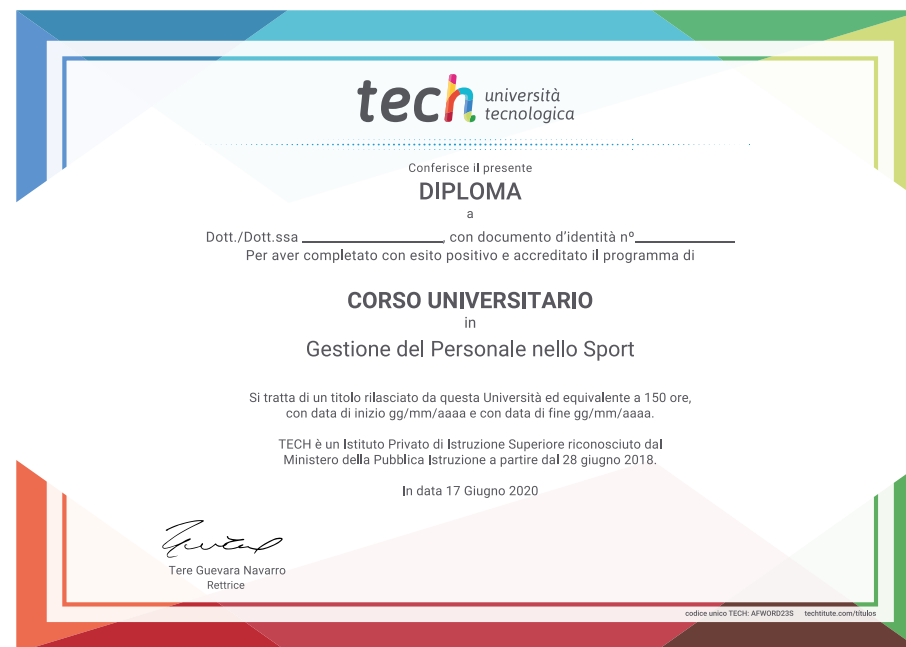 tech università
tecnologica
Conferisce il presente
DIPLOMA
a
Dott./Dott.ssa ____________________, con documento d'identità nº______________
Per aver completato con esito positivo e accreditato il programma di
CORSO UNIVERSITARIO
in
Gestione del Personale nello Sport
Si tratta di un titolo rilasciato da questa Università ed equivalente a 150 ore,
con data di inizio gg/mm/aaaa e con data di fine gg/mm/aaaa.
TECH è un Istituto Privato di Istruzione Superiore riconosciuto dal
Ministero della Pubblica Istruzione a partire dal 28 giugno 2018.
In data 17 Giugno 2020
Tere Guevara Navarro
Rettrice
codice unico TECH: AFWORD23S techtitute.com/titulos